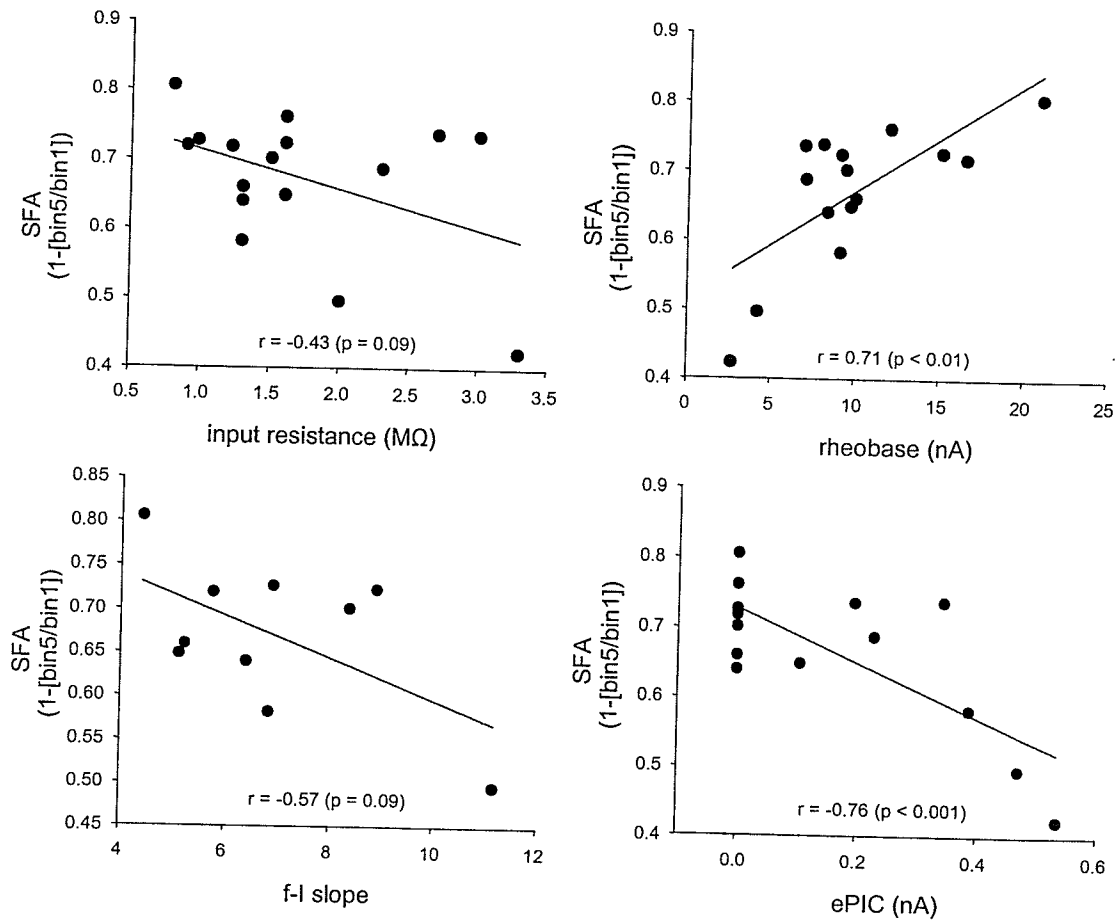 0.9
0.8
0.7
0.6
0.5
0.4
SFA
(1-[bin5/bin1])
r = -0.43 (p = 0.09)
0.5 1.0 1.5 2.0 2.5 3.0 3.5
input resistance (MΩ)
0.9
0.8
0.7
0.6
0.5
0.4
SFA
(1-[bin5/bin1])
r = 0.71 (p < 0.01)
0 5 10 15 20 25
rheobase (nA)
0.85
0.80
0.75
0.70
0.65
0.60
0.55
0.50
0.45
SFA
(1-[bin5/bin1])
r = -0.57 (p = 0.09)
4 6 8 10 12
f-I slope
0.9
0.8
0.7
0.6
0.5
0.4
SFA
(1-[bin5/bin1])
r = -0.76 (p < 0.001)
0.0 0.2 0.4 0.6
ePIC (nA)